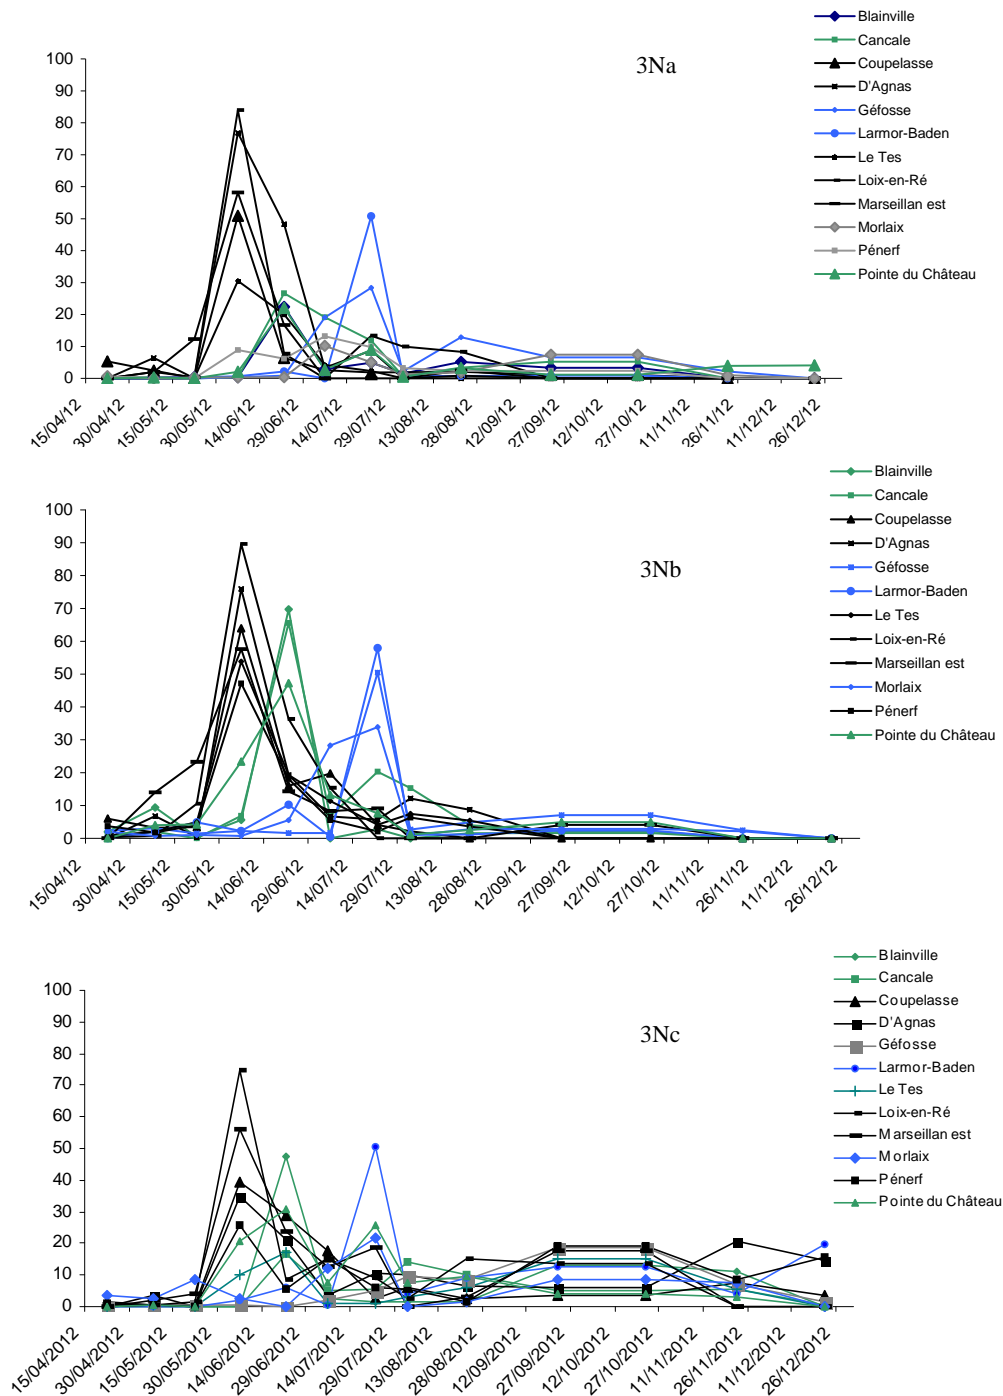 3Na
Blainville
Cancale
Coupelasse
D'Agnas
Géfosse
Larmor-Baden
Le Tes
Loix-en-Ré
Marseillan est
Morlaix
Pénerf
Pointe du Château
100
90
80
70
60
50
40
30
20
10
0
15/04/12
30/04/12
15/05/12
30/05/12
14/06/12
29/06/12
14/07/12
29/07/12
13/08/12
28/08/12
12/09/12
27/09/12
12/10/12
27/10/12
11/11/12
26/11/12
11/12/12
26/12/12
3Nb
Blainville
Cancale
Coupelasse
D'Agnas
Géfosse
Larmor-Baden
Le Tes
Loix-en-Ré
Marseillan est
Morlaix
Pénerf
Pointe du Château
100
90
80
70
60
50
40
30
20
10
0
15/04/12
30/04/12
15/05/12
30/05/12
14/06/12
29/06/12
14/07/12
29/07/12
13/08/12
28/08/12
12/09/12
27/09/12
12/10/12
27/10/12
11/11/12
26/11/12
11/12/12
26/12/12
3Nc
Blainville
Cancale
Coupelasse
D'Agnas
Géfosse
Larmor-Baden
Le Tes
Loix-en-Ré
Marseillan est
Morlaix
Pénerf
Pointe du Château
100
90
80
70
60
50
40
30
20
10
0
15/04/2012
30/04/2012
15/05/2012
30/05/2012
14/06/2012
29/06/2012
14/07/2012
29/07/2012
13/08/2012
28/08/2012
12/09/2012
27/09/2012
12/10/2012
27/10/2012
11/11/2012
26/11/2012
11/12/2012
26/12/2012